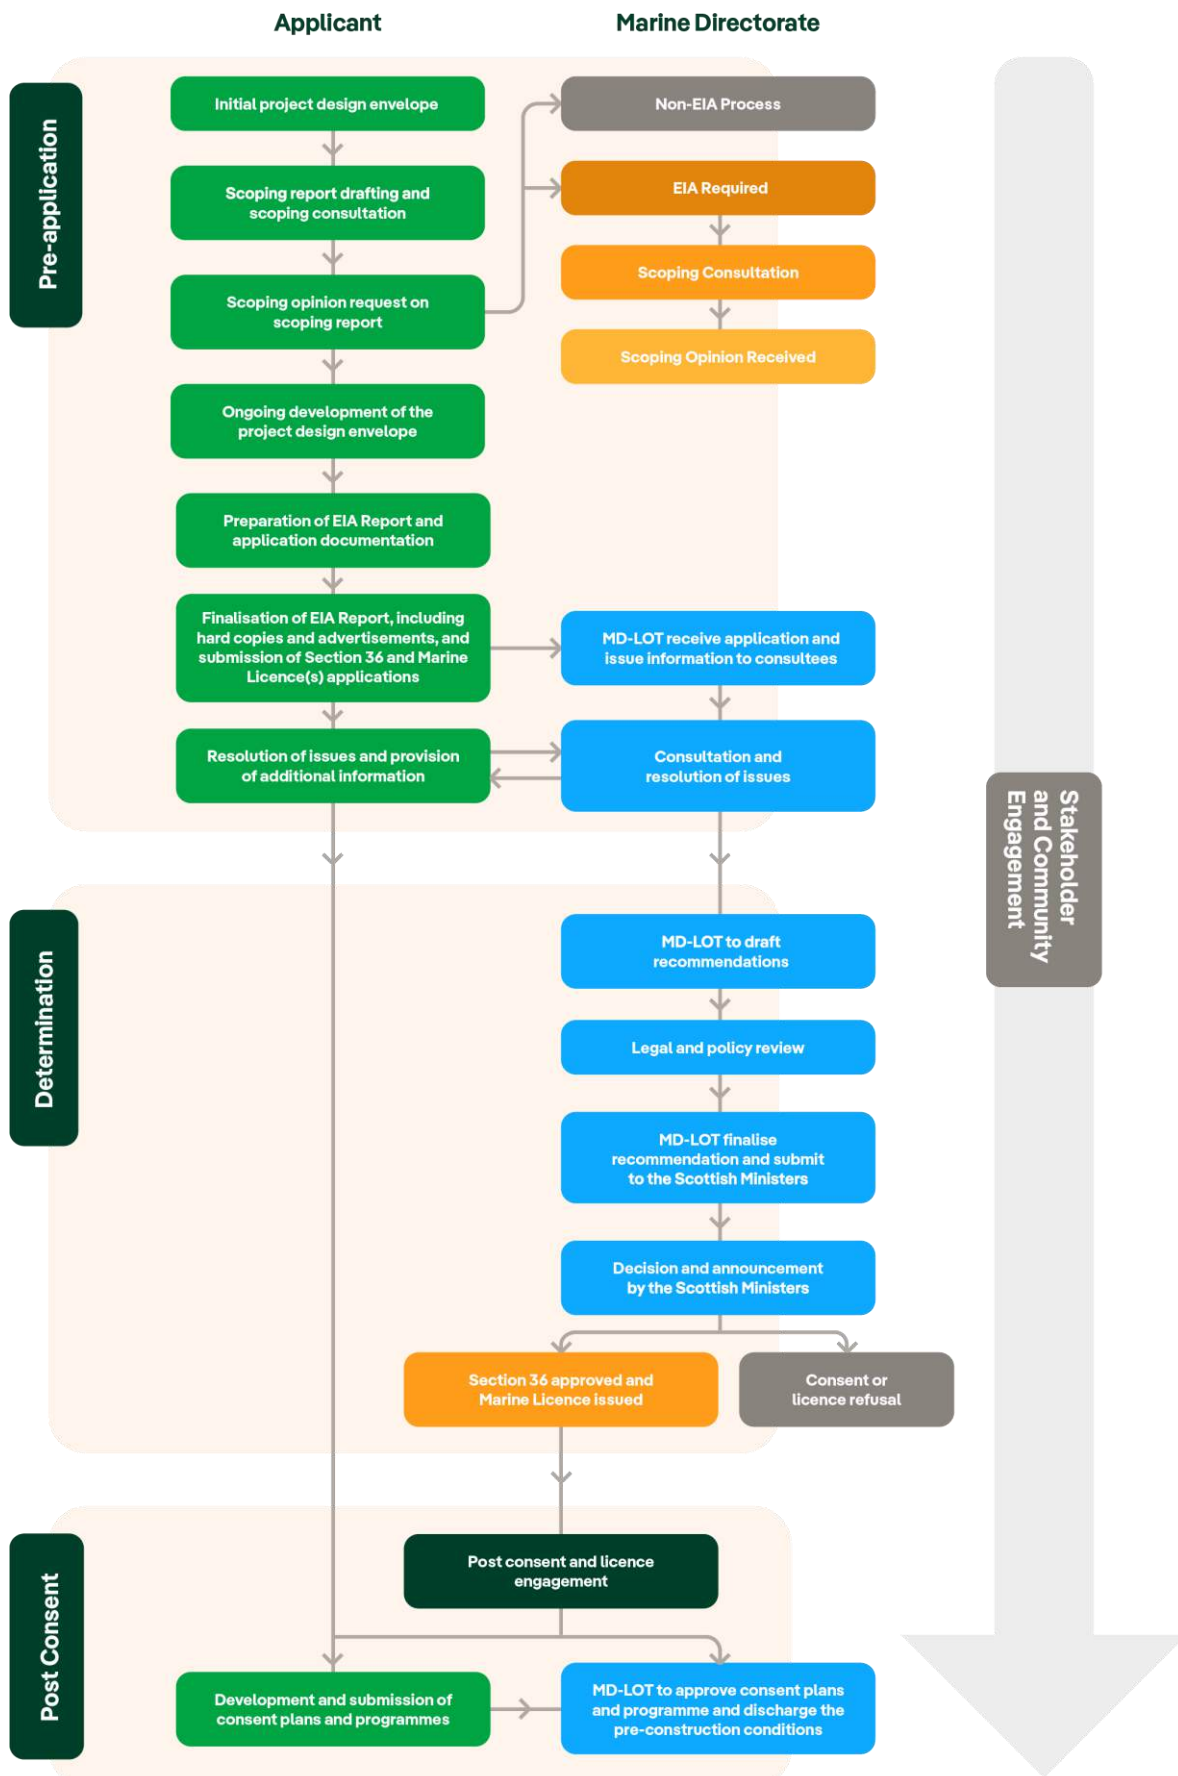 Applicant
Marine Directorate
Pre-application
Initial project design envelope
Non-EIA Process
Scoping report drafting and
scoping consultation
EIA Required
Scoping opinion request on
scoping report
Scoping Consultation
Scoping Opinion Received
Ongoing development of the
project design envelope
Preparation of EIA Report and
application documentation
Finalisation of EIA Report, including
hard copies and advertisements, and
submission of Section 36 and Marine
Licence(s) applications
MD-LOT receive application and
issue information to consultees
Resolution of issues and provision
of additional information
Consultation and
resolution of issues
Stakeholder
and Community
Engagement
Determination
MD-LOT to draft
recommendations
Legal and policy review
MD-LOT finalise
recommendation and submit
to the Scottish Ministers
Decision and announcement
by the Scottish Ministers
Section 36 approved and
Marine Licence issued
Consent or
licence refusal
Post Consent
Post consent and licence
engagement
Development and submission of
consent plans and programmes
MD-LOT to approve consent plans
and programme and discharge the
pre-construction conditions